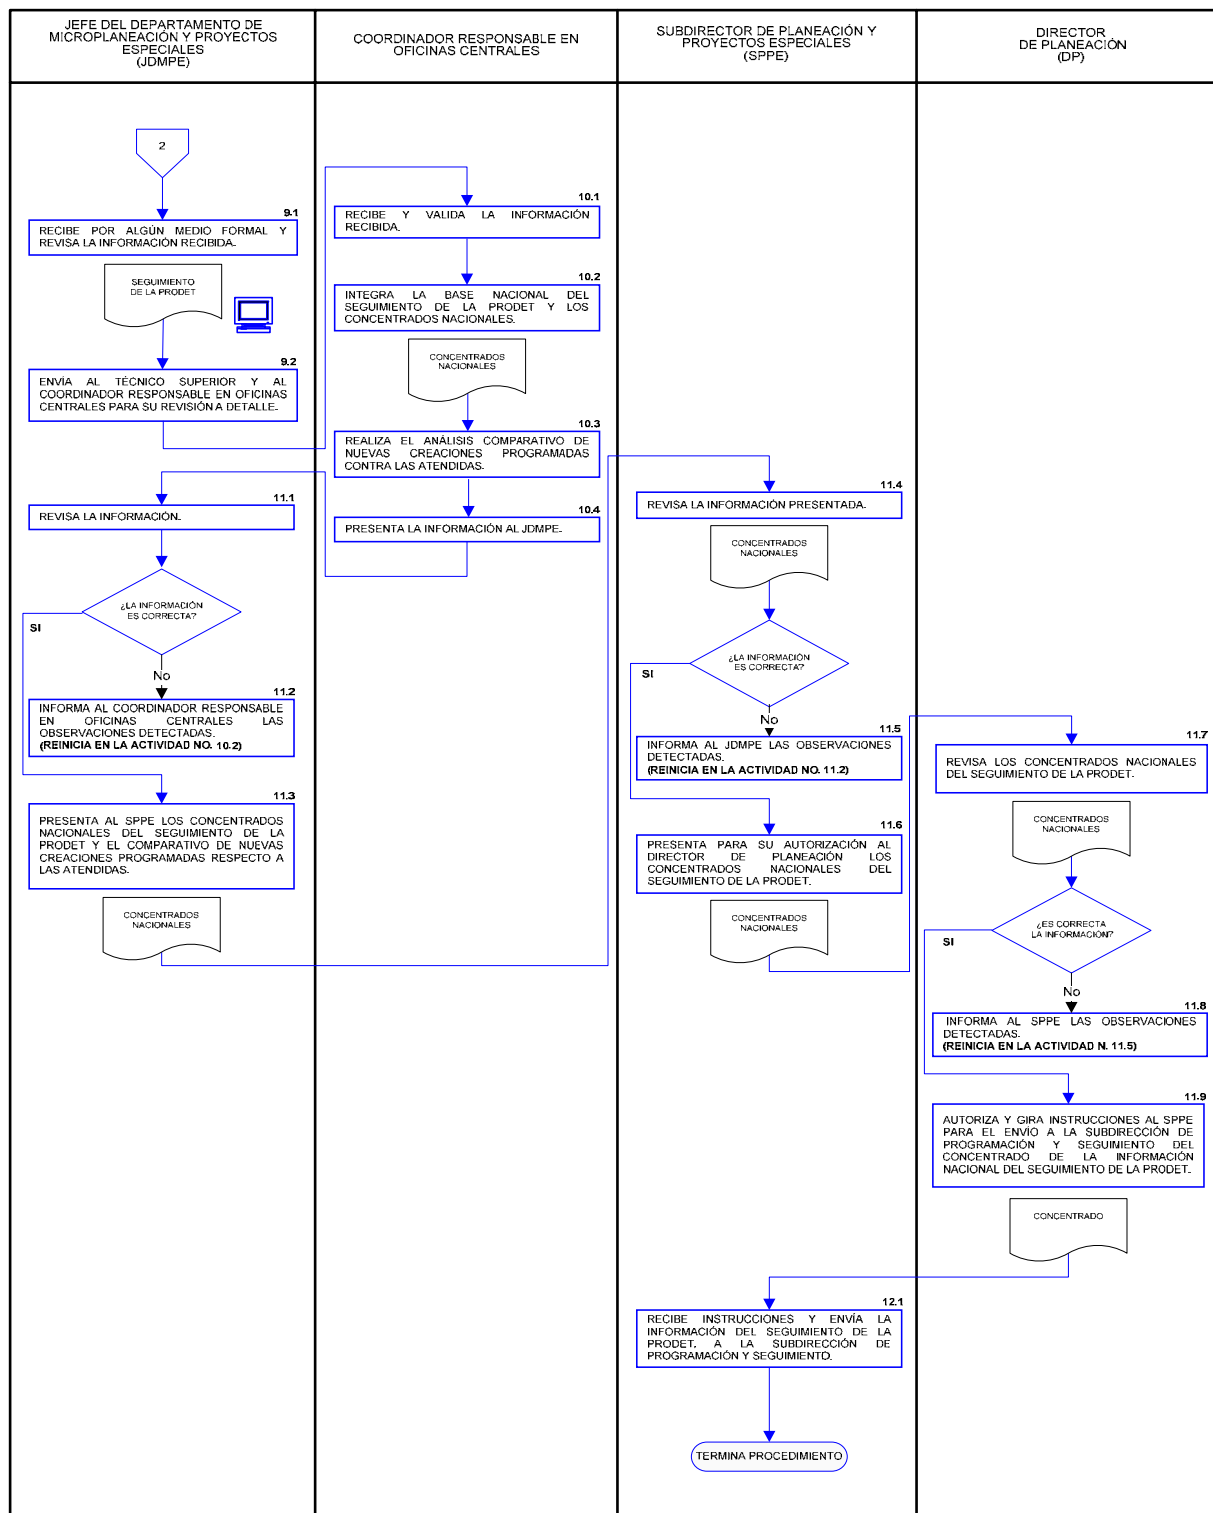 JEFE DEL DEPARTAMENTO DE
MICROPLANEACIÓN Y PROYECTOS
ESPECIALES
(JDMPE)
COORDINADOR RESPONSABLE EN
OFICINAS CENTRALES
SUBDIRECTOR DE PLANEACIÓN Y
PROYECTOS ESPECIALES
(SPPE)
DIRECTOR
DE PLANEACIÓN
(DP)
2
9.1
RECIBE POR ALGÚN MEDIO FORMAL Y
REVISA LA INFORMACIÓN RECIBIDA.
SEGUIMIENTO
DE LA PRODET
9.2
ENVÍA AL TÉCNICO SUPERIOR Y AL
COORDINADOR RESPONSABLE EN OFICINAS
CENTRALES PARA SU REVISIÓN A DETALLE.
11.1
REVISA LA INFORMACIÓN.
¿LA INFORMACIÓN
ES CORRECTA?
SI
No
11.2
INFORMA AL COORDINADOR RESPONSABLE
EN OFICINAS CENTRALES LAS
OBSERVACIONES DETECTADAS.
(REINICIA EN LA ACTIVIDAD NO. 10.2)
11.3
PRESENTA AL SPPE LOS CONCENTRADOS
NACIONALES DEL SEGUIMIENTO DE LA
PRODET Y EL COMPARATIVO DE NUEVAS
CREACIONES PROGRAMADAS RESPECTO A
LAS ATENDIDAS.
CONCENTRADOS
NACIONALES
10.1
RECIBE Y VALIDA LA INFORMACIÓN
RECIBIDA.
10.2
INTEGRA LA BASE NACIONAL DEL
SEGUIMIENTO DE LA PRODET Y LOS
CONCENTRADOS NACIONALES.
CONCENTRADOS
NACIONALES
10.3
REALIZA EL ANÁLISIS COMPARATIVO DE
NUEVAS CREACIONES PROGRAMADAS
CONTRA LAS ATENDIDAS.
10.4
PRESENTA LA INFORMACIÓN AL JDMPE.
11.4
REVISA LA INFORMACIÓN PRESENTADA.
CONCENTRADOS
NACIONALES
¿LA INFORMACIÓN
ES CORRECTA?
SI
No
11.5
INFORMA AL JDMPE LAS OBSERVACIONES
DETECTADAS.
(REINICIA EN LA ACTIVIDAD NO. 11.2)
11.6
PRESENTA PARA SU AUTORIZACIÓN AL
DIRECTOR DE PLANEACIÓN LOS
CONCENTRADOS NACIONALES DEL
SEGUIMIENTO DE LA PRODET.
CONCENTRADOS
NACIONALES
11.7
REVISA LOS CONCENTRADOS NACIONALES
DEL SEGUIMIENTO DE LA PRODET.
CONCENTRADOS
NACIONALES
¿ES CORRECTA
LA INFORMACIÓN?
SI
No
11.8
INFORMA AL SPPE LAS OBSERVACIONES
DETECTADAS.
(REINICIA EN LA ACTIVIDAD N. 11.5)
11.9
AUTORIZA Y GIRA INSTRUCCIONES AL SPPE
PARA EL ENVÍO A LA SUBDIRECCIÓN DE
PROGRAMACIÓN Y SEGUIMIENTO DEL
CONCENTRADO DE LA INFORMACIÓN
NACIONAL DEL SEGUIMIENTO DE LA PRODET.
CONCENTRADO
12.1
RECIBE INSTRUCCIONES Y ENVÍA LA
INFORMACIÓN DEL SEGUIMIENTO DE LA
PRODET, A LA SUBDIRECCIÓN DE
PROGRAMACIÓN Y SEGUIMIENTO.
TERMINA PROCEDIMIENTO